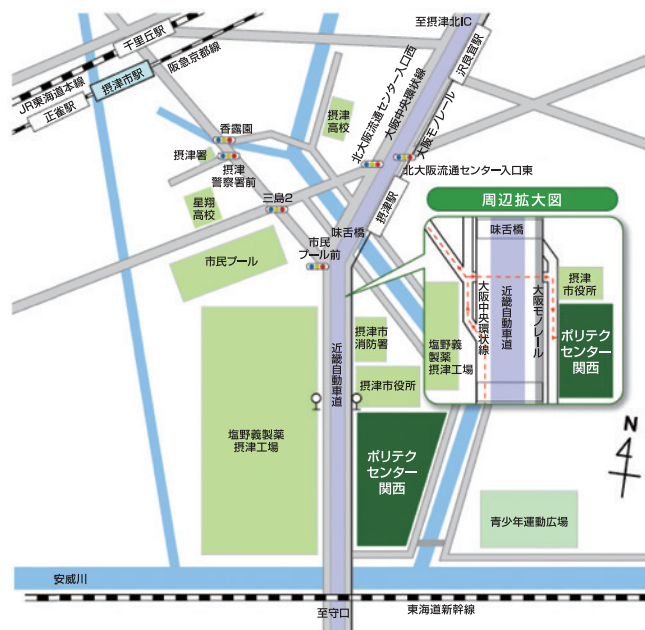 至摂津北IC
千里丘駅
沢良宜駅
阪急京都線
摂津市駅
JR東海道本線
正雀駅
北大阪流通センター入口西
大阪中央環状線
大阪モノレール
摂津
高校
香露園
摂津署
摂津
警察署前
北大阪流通センター入口東
摂津駅
星翔
高校
三島2
味舌橋
市民
プール前
市民プール
周辺拡大図
味舌橋
摂津
市役所
大阪中央環状線
近畿自動車道
大阪モノレール
塩野義
製薬
摂津工場
ポリテク
センター
関西
摂津市
消防署
近畿自動車道
摂津市役所
塩野義製薬
摂津工場
ポリテク
センター
関西
N
青少年運動広場
安威川
至守口
東海道新幹線